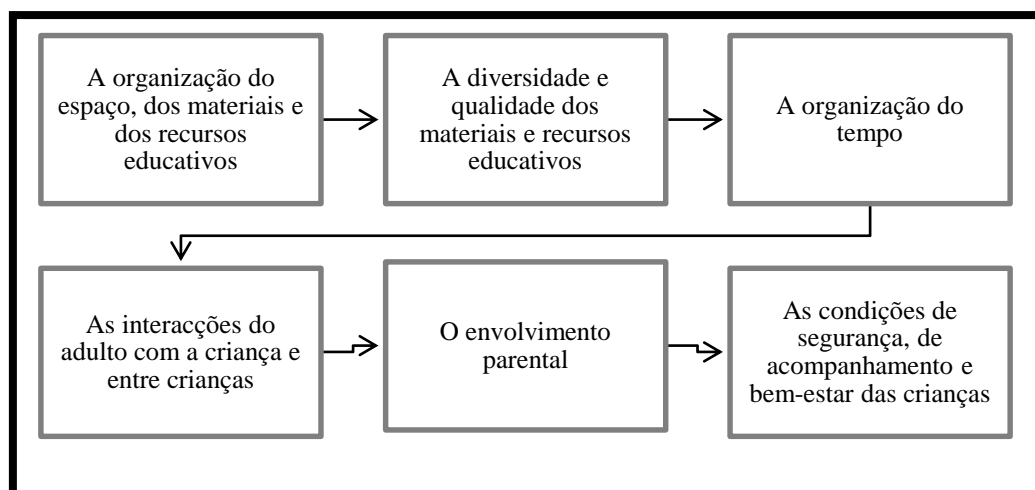 A organização do
espaço, dos materiais e
dos recursos
educativos
A diversidade e
qualidade dos
materiais e recursos
educativos
A organização do
tempo
As interacções do
adulto com a criança e
entre crianças
O envolvimento
parental
As condições de
segurança, de
acompanhamento e
bem-estar das crianças